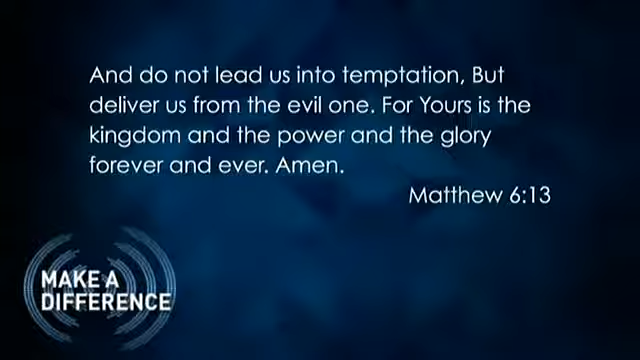 And do not lead us into temptation, But
deliver us from the evil one. For Yours is the
kingdom and the power and the glory
forever and ever. Amen.
Matthew 6:13
MAKE A
DIFFERENCE